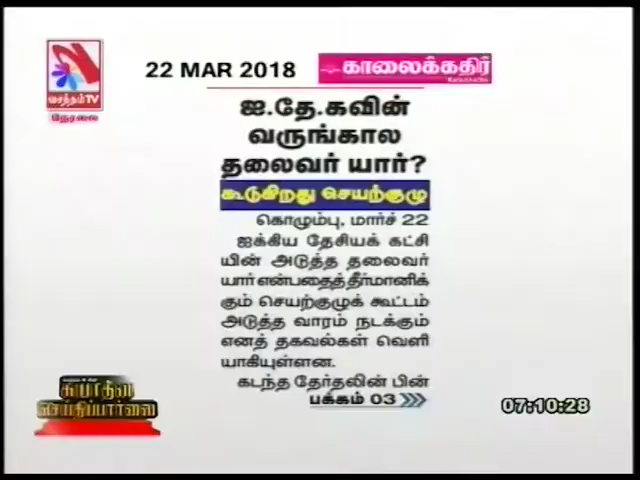 வசந்தம்TV
நேரலை
22 MAR 2018
காலைக்கதிர்
ஐ.தே.கவின்
வருங்கால
தலைவர் யார்?
கூடுகிறது செயற்குழு
கொழும்பு, மார்ச் 22
ஐக்கிய தேசியக் கட்சி
யின் அடுத்த தலைவர்
யார் என்பதைத் தீர்மானிக்
கும் செயற்குழுக் கூட்டம்
அடுத்த வாரம் நடக்கும்
எனத் தகவல்கள் வெளி
யாகியுள்ளன.
கடந்த தேர்தலின் பின்
பக்கம் 03
செய்திப்பார்வை
07:10:28